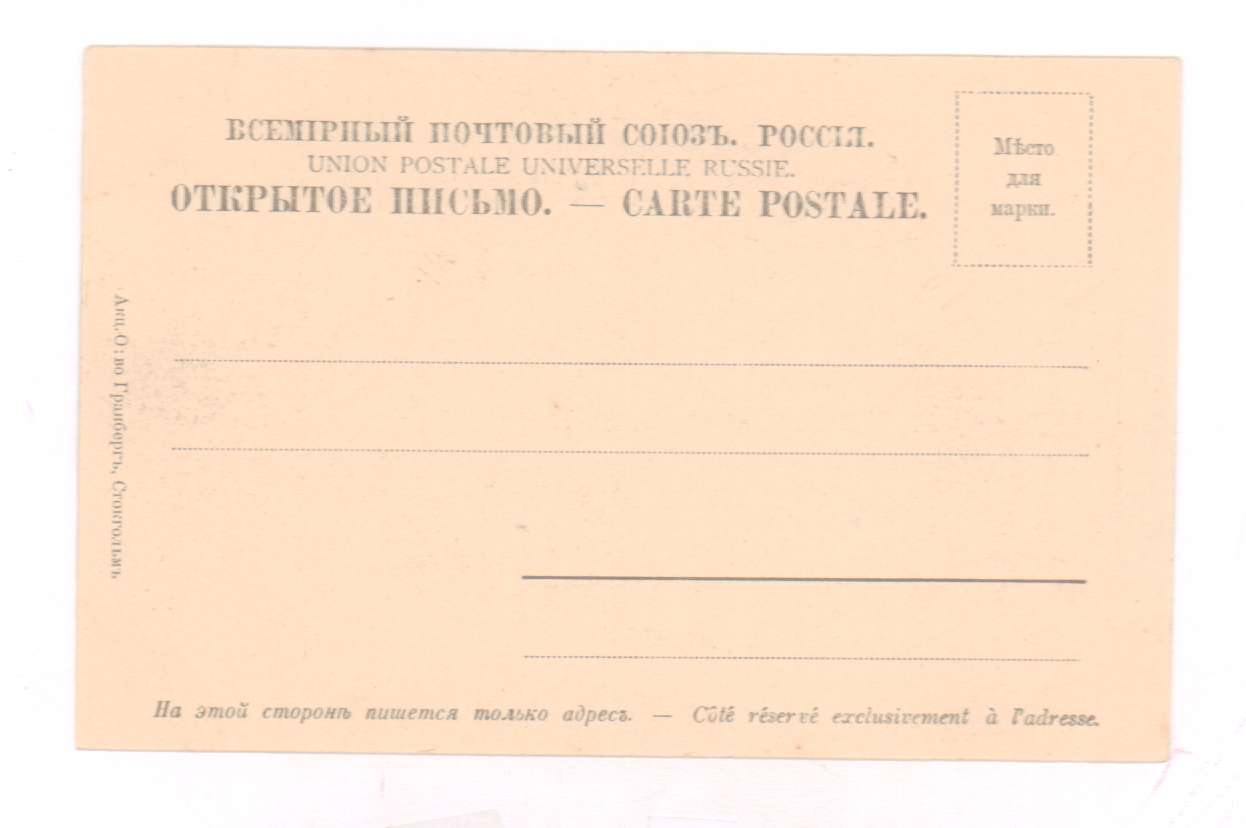 ВСЕМІРНЫЙ ПОЧТОВЫЙ СОЮЗЪ. РОССІЯ.
UNION POSTALE UNIVERSELLE RUSSIE.
ОТКРЫТОЕ ПИСЬМО. — CARTE POSTALE.
Мѣсто
для
марки.
Акц. О:во Гранбергъ, Стокгольмъ.
На этой сторонѣ пишется только адресъ. — Côté réservé exclusivement à l'adresse.